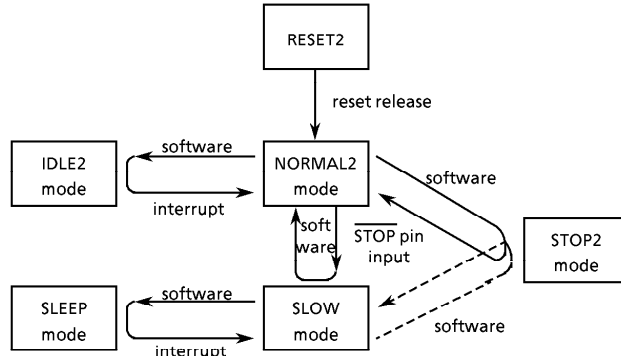 RESET2
reset release
IDLE2
mode
software
interrupt
NORMAL2
mode
software
soft
ware
STOP pin
input
STOP2
mode
SLEEP
mode
software
interrupt
SLOW
mode
software